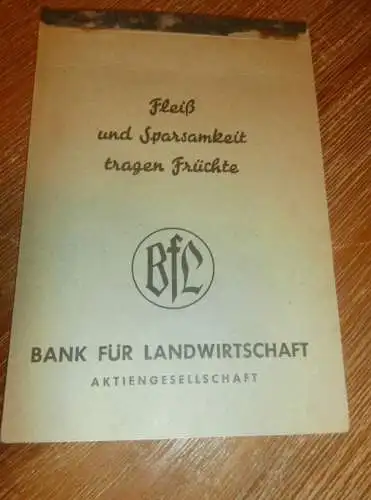 Fleiß
und Sparsamkeit
tragen Früchte
BfL
BANK FÜR LANDWIRTSCHAFT
AKTIENGESELLSCHAFT